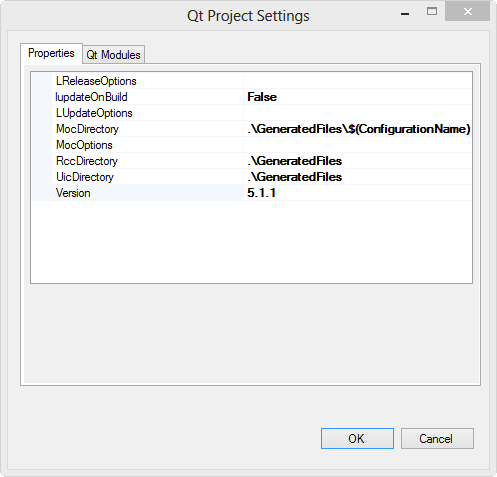 Qt Project Settings
Properties
Qt Modules
LReleaseOptions
lupdateOnBuild False
LUpdateOptions
MocDirectory .\GeneratedFiles\$(ConfigurationName)
MocOptions
RccDirectory .\GeneratedFiles
UicDirectory .\GeneratedFiles
Version 5.1.1
OK
Cancel